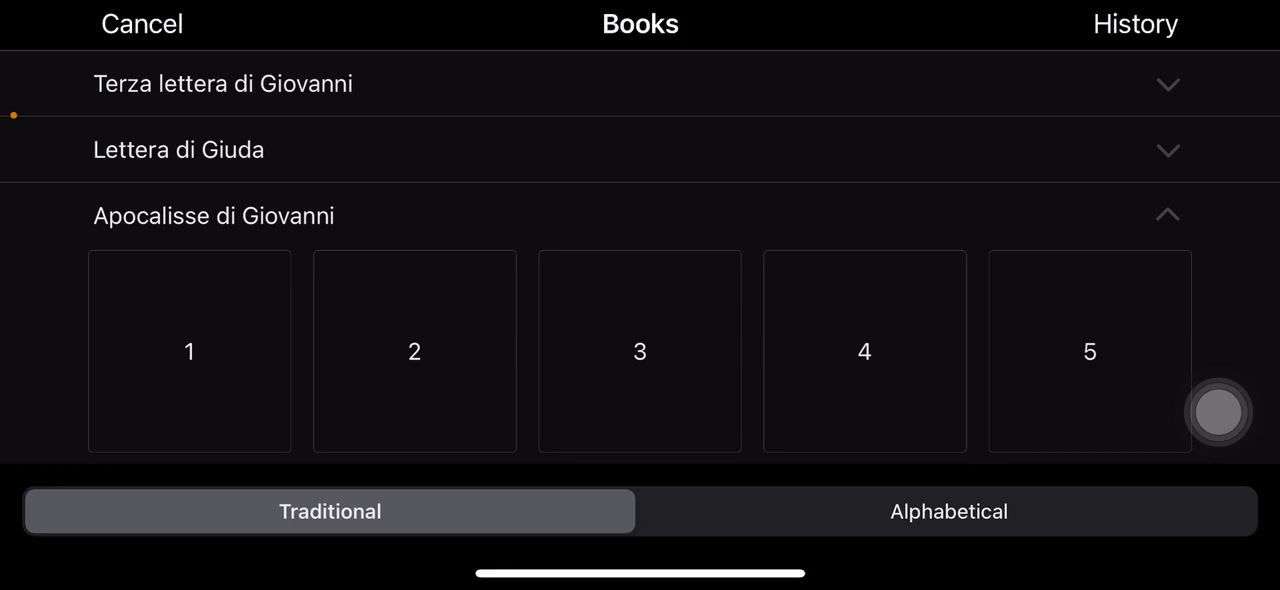 Cancel Books History
Terza lettera di Giovanni
Lettera di Giuda
Apocalisse di Giovanni
1 2 3 4 5
Traditional Alphabetical